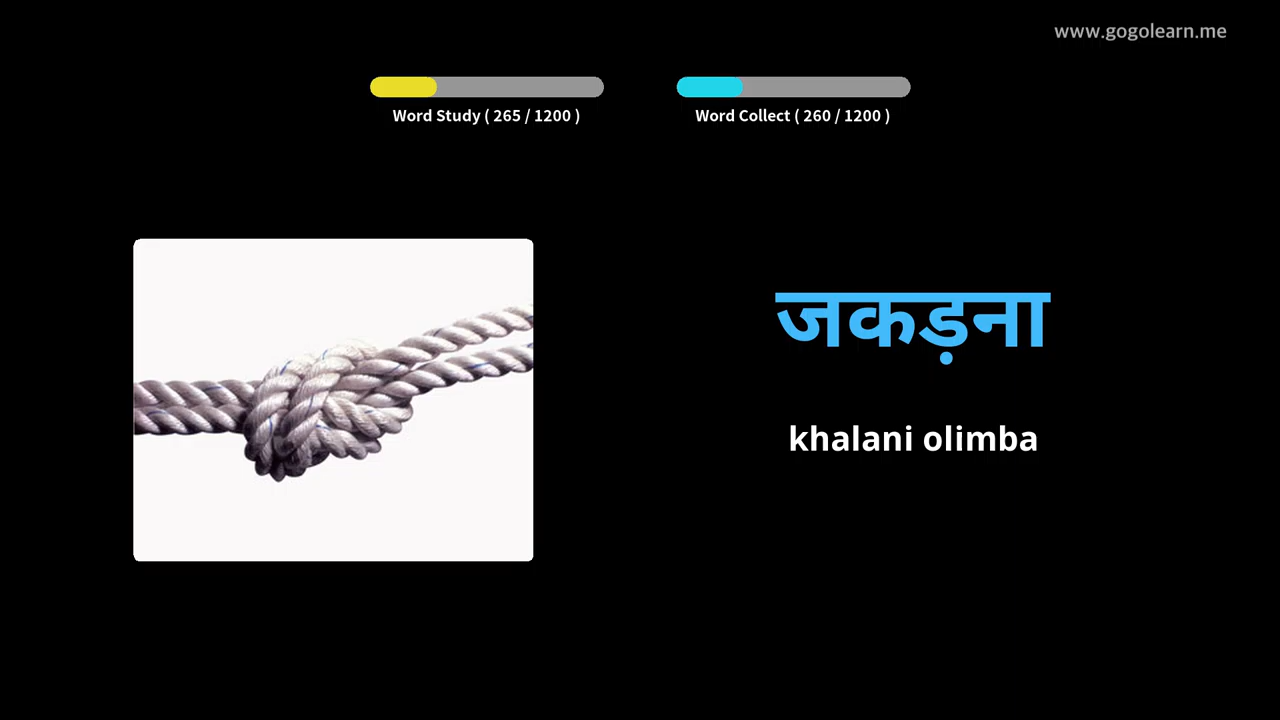 www.gogolearn.me
Word Study ( 265 / 1200 )
Word Collect ( 260 / 1200 )
जकड़ना
khalani olimba